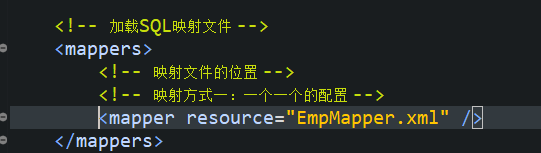 <!-- 加载SQL映射文件 -->
<mappers>
<!-- 映射文件的位置 -->
<!-- 映射方式一：一个一个的配置 -->
<mapper resource="EmpMapper.xml" />
</mappers>